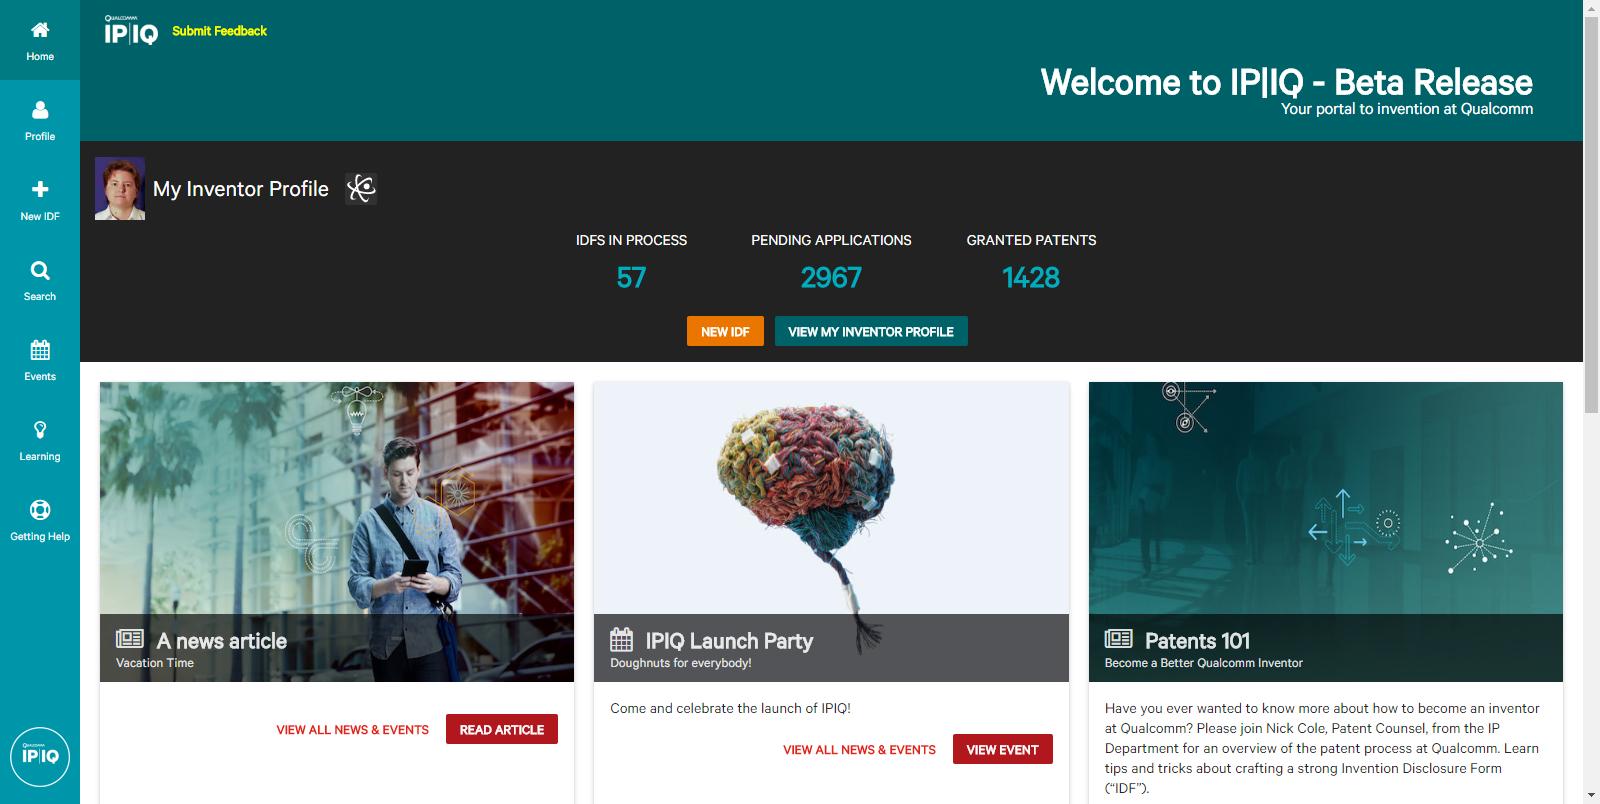 Home
Profile
New IDF
Search
Events
Learning
Getting Help
QUALCOMM
IP|IQ
QUALCOMM
IP|IQ
Submit Feedback
Welcome to IP|IQ - Beta Release
Your portal to invention at Qualcomm
My Inventor Profile
IDFS IN PROCESS
57
PENDING APPLICATIONS
2967
GRANTED PATENTS
1428
NEW IDF
VIEW MY INVENTOR PROFILE
A news article
Vacation Time
VIEW ALL NEWS & EVENTS
READ ARTICLE
IPIQ Launch Party
Doughnuts for everybody!
Come and celebrate the launch of IPIQ!
VIEW ALL NEWS & EVENTS
VIEW EVENT
Patents 101
Become a Better Qualcomm Inventor
Have you ever wanted to know more about how to become an inventor
at Qualcomm? Please join Nick Cole, Patent Counsel, from the IP
Department for an overview of the patent process at Qualcomm. Learn
tips and tricks about crafting a strong Invention Disclosure Form
(“IDF”).